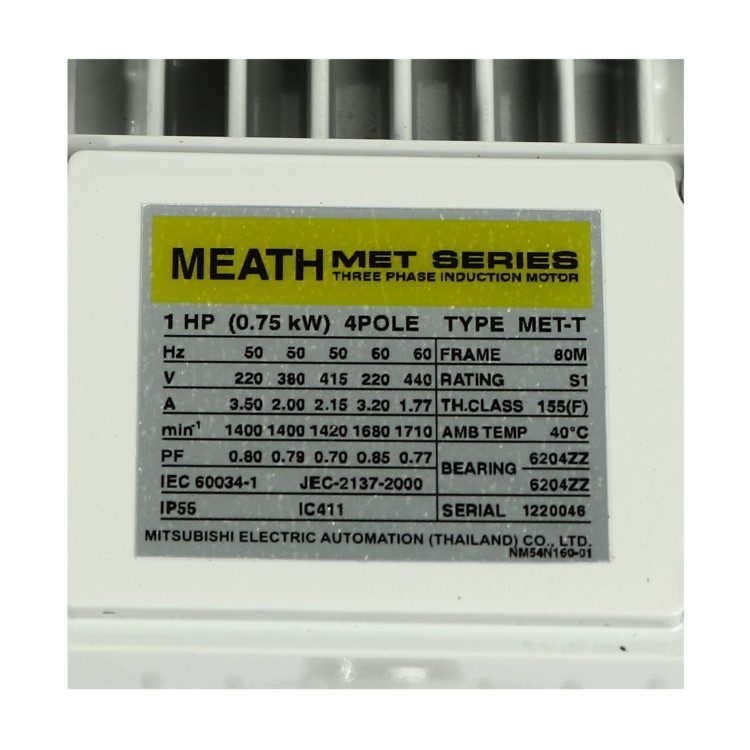 MEATH MET SERIES
THREE PHASE INDUCTION MOTOR
1 HP (0.75 kW) 4POLE TYPE MET-T
Hz 50 50 50 60 60 FRAME 80M
V 220 380 415 220 440 RATING S1
A 3.50 2.00 2.15 3.20 1.77 TH.CLASS 155(F)
min⁻¹ 1400 1400 1420 1680 1710 AMB TEMP 40°C
PF 0.80 0.79 0.70 0.85 0.77 BEARING 6204ZZ
IEC 60034-1 JEC-2137-2000 6204ZZ
IP55 IC411 SERIAL 1220046
MITSUBISHI ELECTRIC AUTOMATION (THAILAND) CO., LTD.
NM54N160-01